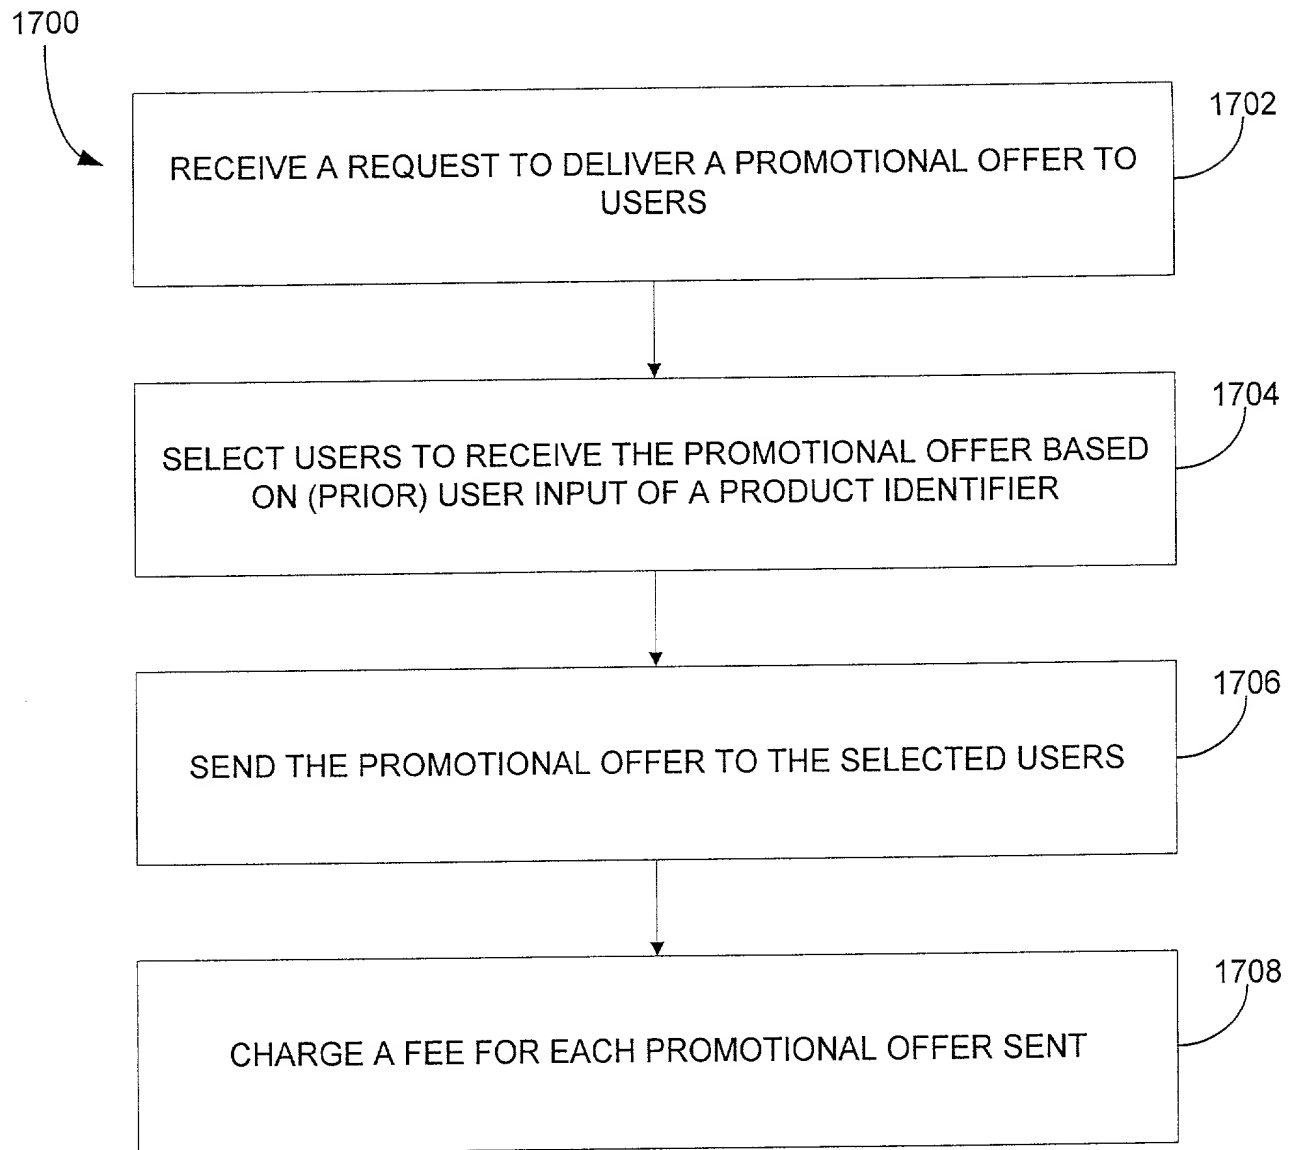 1700
1702
RECEIVE A REQUEST TO DELIVER A PROMOTIONAL OFFER TO
USERS
1704
SELECT USERS TO RECEIVE THE PROMOTIONAL OFFER BASED
ON (PRIOR) USER INPUT OF A PRODUCT IDENTIFIER
1706
SEND THE PROMOTIONAL OFFER TO THE SELECTED USERS
1708
CHARGE A FEE FOR EACH PROMOTIONAL OFFER SENT